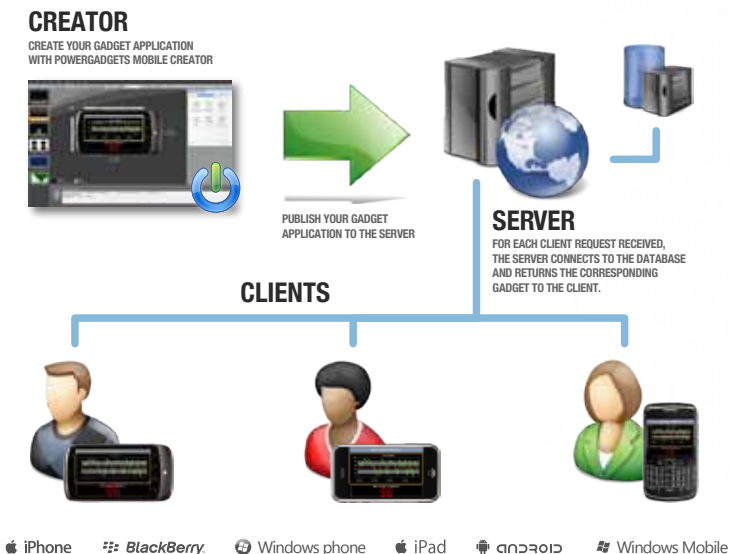 CREATOR
CREATE YOUR GADGET APPLICATION
WITH POWERGADGETS MOBILE CREATOR
PUBLISH YOUR GADGET
APPLICATION TO THE SERVER
SERVER
FOR EACH CLIENT REQUEST RECEIVED,
THE SERVER CONNECTS TO THE DATABASE
AND RETURNS THE CORRESPONDING
GADGET TO THE CLIENT.
CLIENTS
iPhone BlackBerry. Windows phone iPad android Windows Mobile